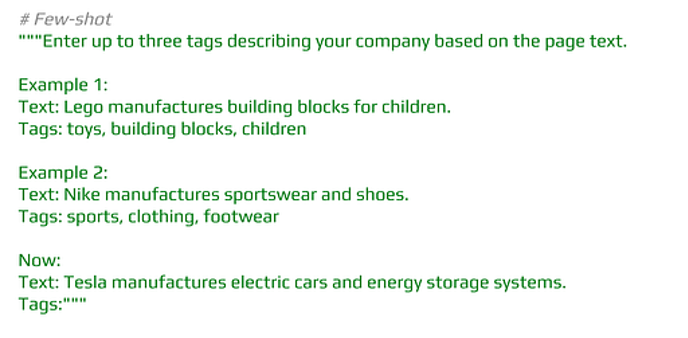 # Few-shot
"""Enter up to three tags describing your company based on the page text.
Example 1:
Text: Lego manufactures building blocks for children.
Tags: toys, building blocks, children
Example 2:
Text: Nike manufactures sportswear and shoes.
Tags: sports, clothing, footwear
Now:
Text: Tesla manufactures electric cars and energy storage systems.
Tags:"""